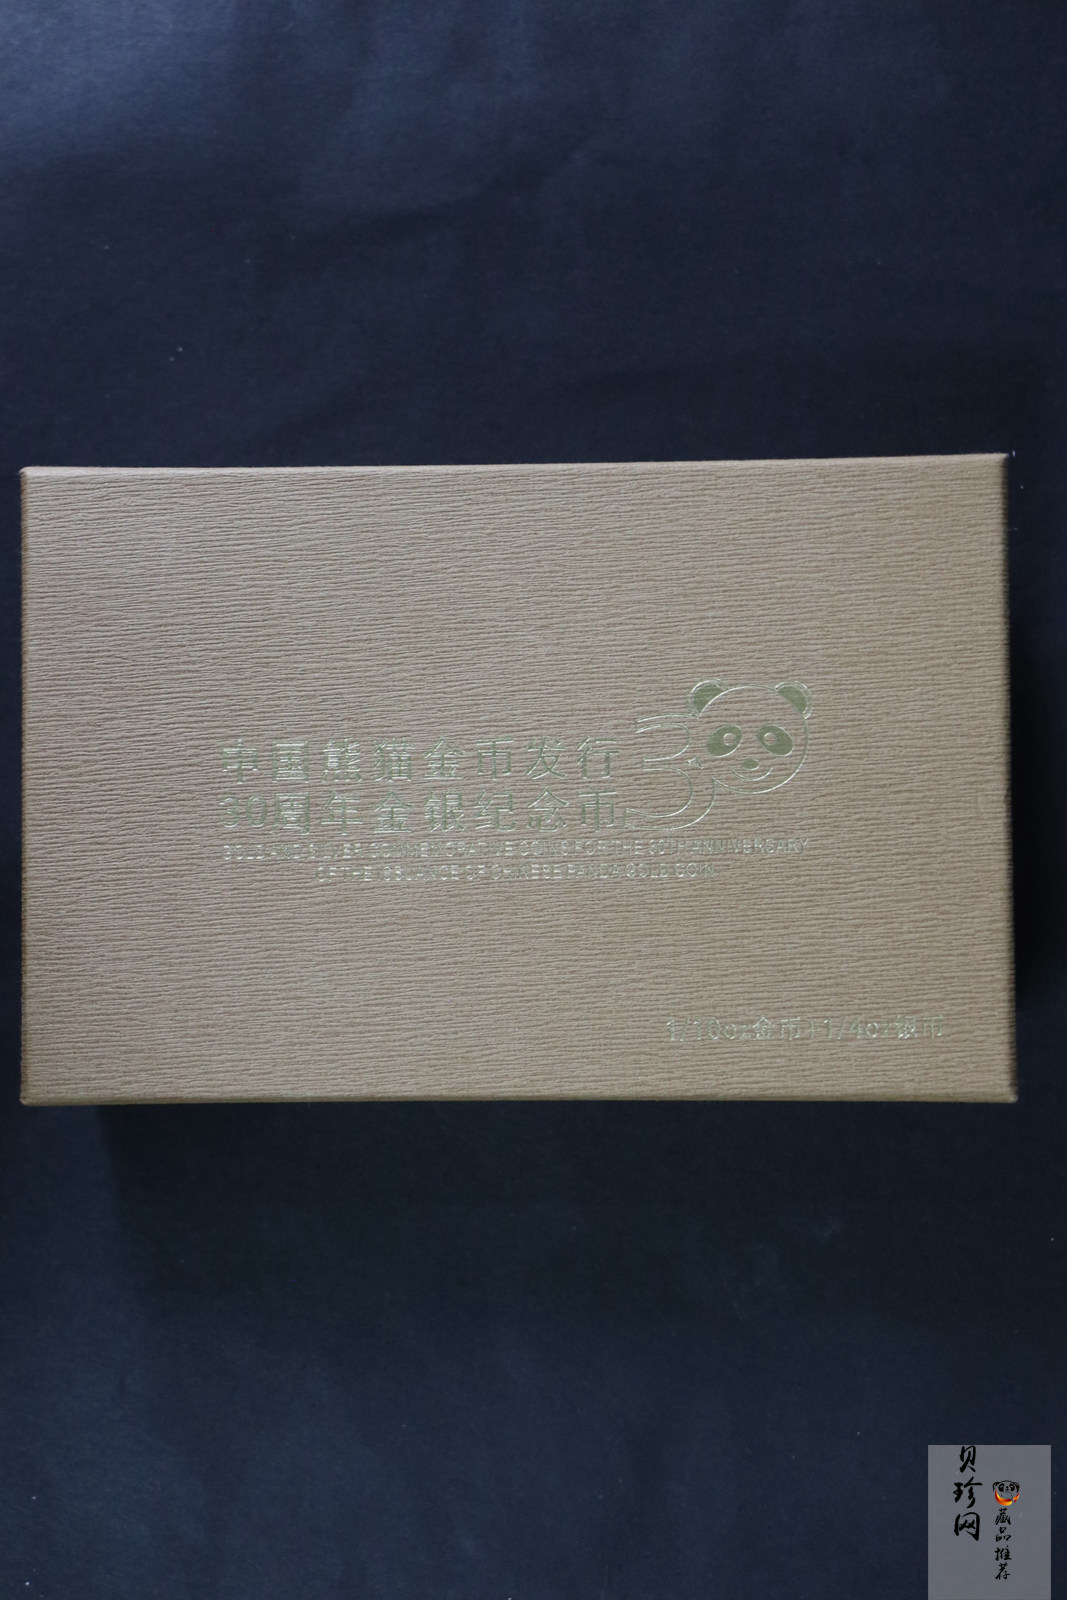 中国熊猫金币发行
30周年金银纪念币
30
GOLD AND SILVER COMMEMORATIVE COINS FOR THE 30TH ANNIVERSARY
OF THE ISSUANCE OF CHINESE PANDA GOLD COIN
1/10oz金币+1/4oz银币
贝珍网
藏品推荐